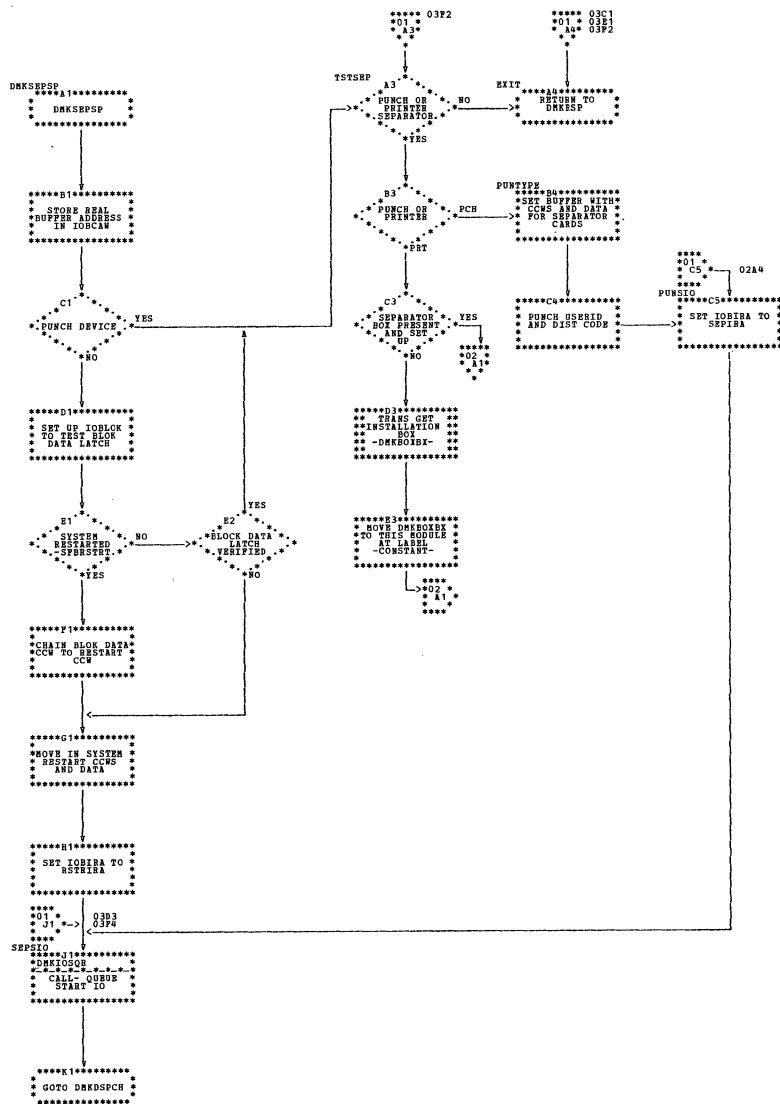 03F2
01
A3
03C1
03E1
03F2
01
A4
DMKSEPSP
A1
DMKSEPSP
TSTSEP
A3
PUNCH OR
PRINTER
SEPARATOR
NO
YES
EXIT
A4
RETURN TO
DMKRSP
B1
STORE REAL
BUFFER ADDRESS
IN IOBCAW
B3
PUNCH OR
PRINTER
PCH
PRT
PUNTYPE
B4
SET BUFFER WITH
CCWS AND DATA
FOR SEPARATOR
CARDS
01
C5
02A4
C1
PUNCH DEVICE
YES
NO
C3
SEPARATOR
BOX PRESENT
AND SET
UP
YES
NO
C4
PUNCH USERID
AND DIST CODE
PUNSIO
C5
SET IOBIRA TO
SEPIRA
02
A1
D1
SET UP IOBLOK
TO TEST BLOK
DATA LATCH
D3
TRANS GET
INSTALLATION
BOX
-DMKBOXBX-
E1
SYSTEM
RESTARTED
-SFBRSTRT-
NO
YES
E2
BLOCK DATA
LATCH
VERIFIED
YES
NO
E3
MOVE DMKBOXBX
TO THIS MODULE
AT LABEL
-CONSTANT-
02
A1
F1
CHAIN BLOK DATA
CCW TO RESTART
CCW
G1
MOVE IN SYSTEM
RESTART CCWS
AND DATA
H1
SET IOBIRA TO
RSTRIRA
01
J1
03D3
03F4
SEPSIO
J1
DMKIOSQR
CALL- QUEUE
START IO
K1
GOTO DMKDSPCH